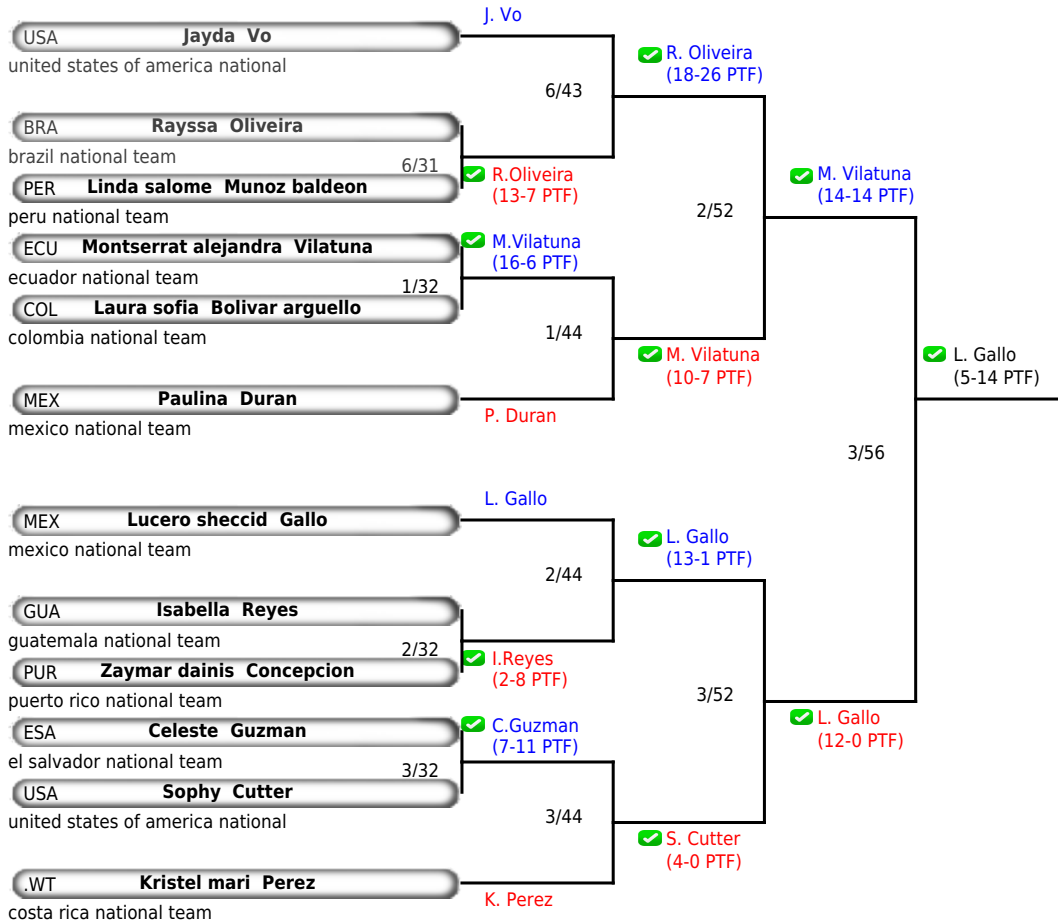 J. Vo
USA Jayda Vo
united states of america national
R. Oliveira
(18-26 PTF)
6/43
BRA Rayssa Oliveira
brazil national team
6/31
R.Oliveira
(13-7 PTF)
PER Linda salome Munoz baldeon
peru national team
M. Vilatuna
(14-14 PTF)
2/52
ECU Montserrat alejandra Vilatuna
ecuador national team
M.Vilatuna
(16-6 PTF)
1/32
COL Laura sofia Bolivar arguello
colombia national team
1/44
M. Vilatuna
(10-7 PTF)
L. Gallo
(5-14 PTF)
MEX Paulina Duran
mexico national team
P. Duran
3/56
L. Gallo
MEX Lucero sheccid Gallo
mexico national team
L. Gallo
(13-1 PTF)
2/44
GUA Isabella Reyes
guatemala national team
2/32
I.Reyes
(2-8 PTF)
PUR Zaymar dainis Concepcion
puerto rico national team
3/52
L. Gallo
(12-0 PTF)
ESA Celeste Guzman
el salvador national team
C.Guzman
(7-11 PTF)
3/32
USA Sophy Cutter
united states of america national
3/44
S. Cutter
(4-0 PTF)
.WT Kristel mari Perez
costa rica national team
K. Perez